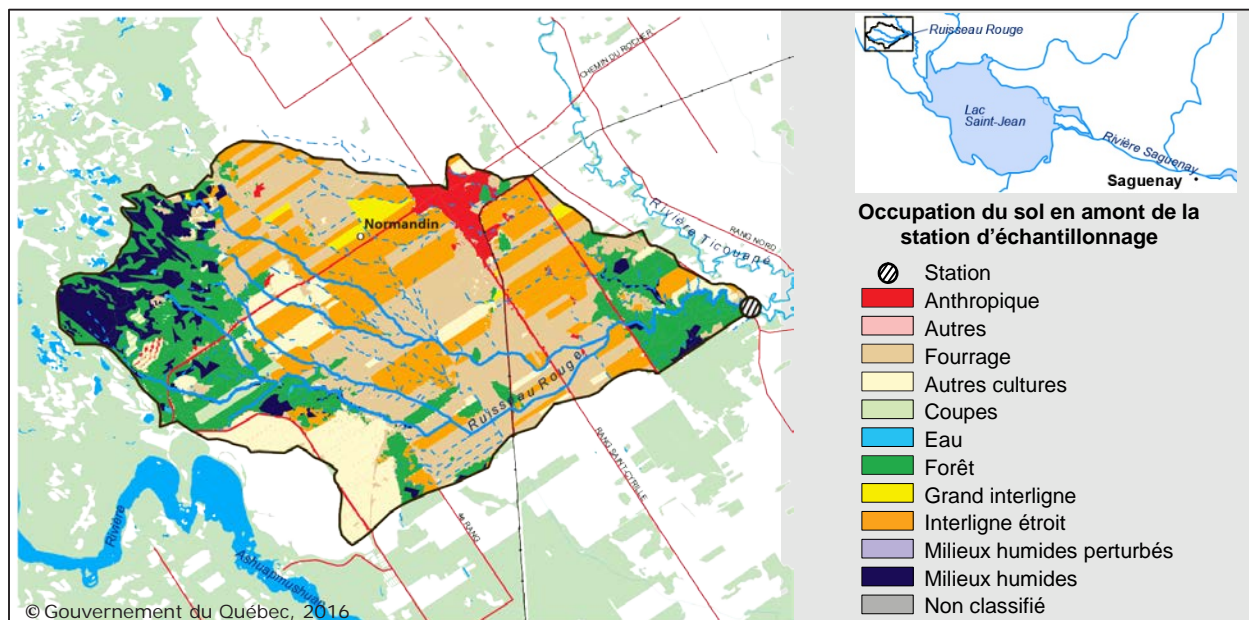 CHEMIN DU ROCHER
Rivière Ticouapé
RANG NORD
Normandin
Ruisseau Rouge
RANG SAINT-CYRILLE
4e RANG
Rivière
Ashuapmushuan
© Gouvernement du Québec, 2016
Ruisseau Rouge
Lac
Saint-Jean
Rivière Saguenay
Saguenay
Occupation du sol en amont de la
station d'échantillonnage
Station
Anthropique
Autres
Fourrage
Autres cultures
Coupes
Eau
Forêt
Grand interligne
Interligne étroit
Milieux humides perturbés
Milieux humides
Non classifié